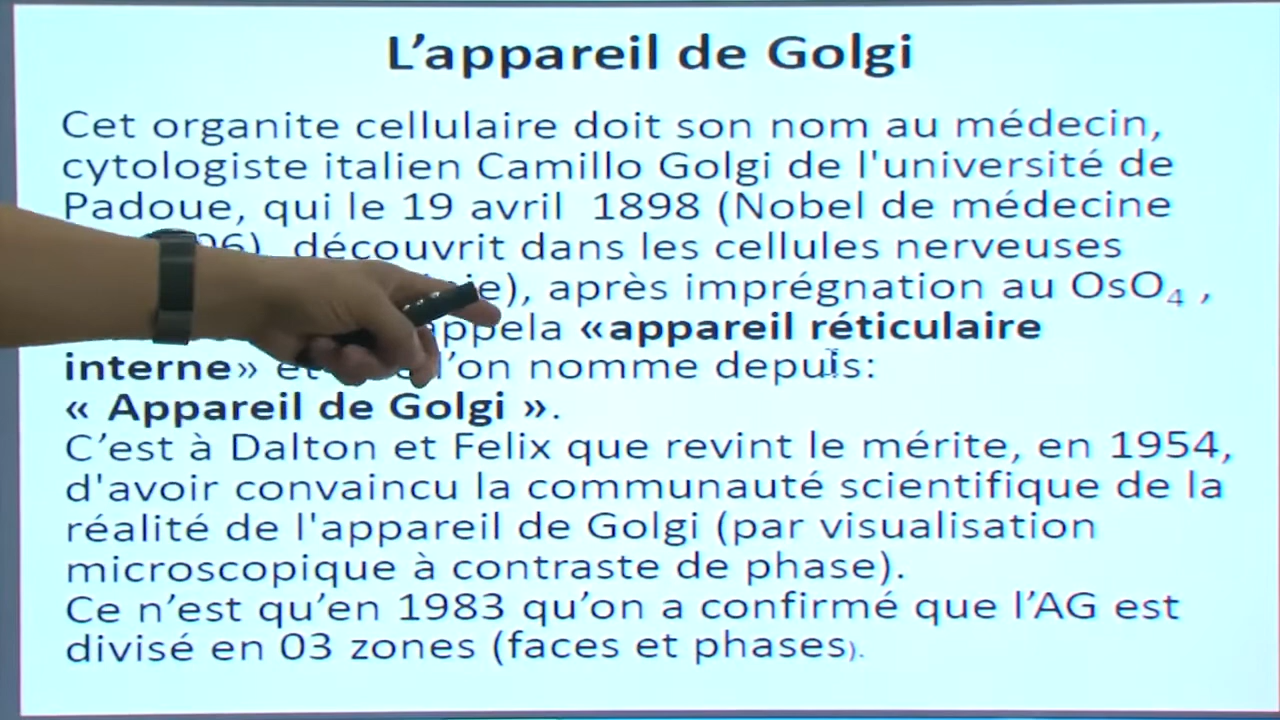 L’appareil de Golgi
Cet organite cellulaire doit son nom au médecin,
cytologiste italien Camillo Golgi de l'université de
Padoue, qui le 19 avril 1898 (Nobel de médecine
découvrit dans les cellules nerveuses
après imprégnation au OsO₄ ,
«appareil réticulaire
interne» l’on nomme depuis:
« Appareil de Golgi ».
C’est à Dalton et Felix que revint le mérite, en 1954,
d'avoir convaincu la communauté scientifique de la
réalité de l'appareil de Golgi (par visualisation
microscopique à contraste de phase).
Ce n’est qu’en 1983 qu’on a confirmé que l’AG est
divisé en 03 zones (faces et phases).